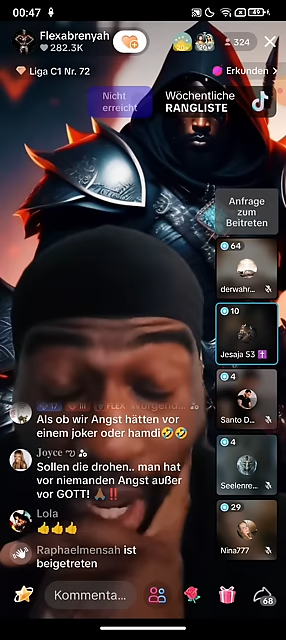 00:47
49
Flexabrenyah
282.3K
20+
324
Liga C1 Nr. 72
Erkunden
Nicht
erreicht
Wöchentliche
RANGLISTE
Anfrage
zum
Beitreten
64
derwahr...
10
Jesaja 53 ✝️
4
Santo D...
4
Seelenre...
29
Nina777
FLEX
Als ob wir Angst hätten vor
einem joker oder hamdi🤣🤣
Joyce
Sollen die drohen.. man hat
vor niemanden Angst außer
vor GOTT! 🙏🏾‼️
Lola
👍👍👍
Raphaelmensah ist
beigetreten
Kommenta...
68